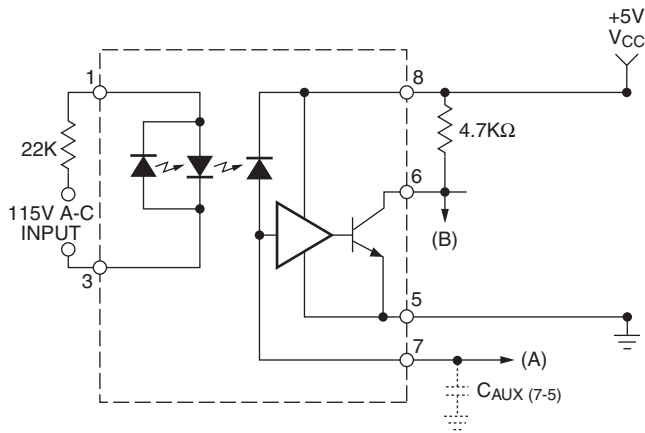 +5V
VCC
1
8
22K
4.7KΩ
6
115V A-C
INPUT
(B)
3
5
7
(A)
CAUX (7-5)